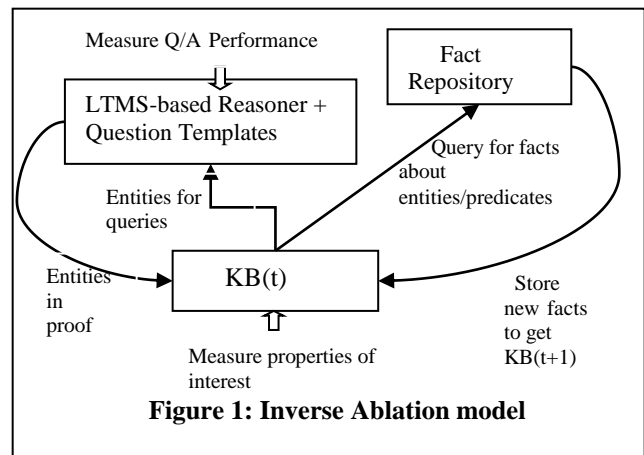 Measure Q/A Performance
Fact
Repository
LTMS-based Reasoner +
Question Templates
Query for facts
about
entities/predicates
Entities for
queries
Entities
in
proof
KB(t)
Store
new facts
to get
KB(t+1)
Measure properties of
interest
Figure 1: Inverse Ablation model